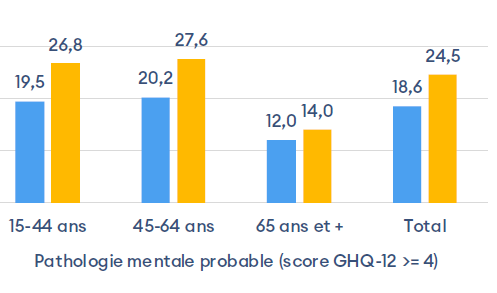 26,8
27,6
24,5
19,5
20,2
18,6
12,0
14,0
15-44 ans
45-64 ans
65 ans et +
Total
Pathologie mentale probable (score GHQ-12 >= 4)